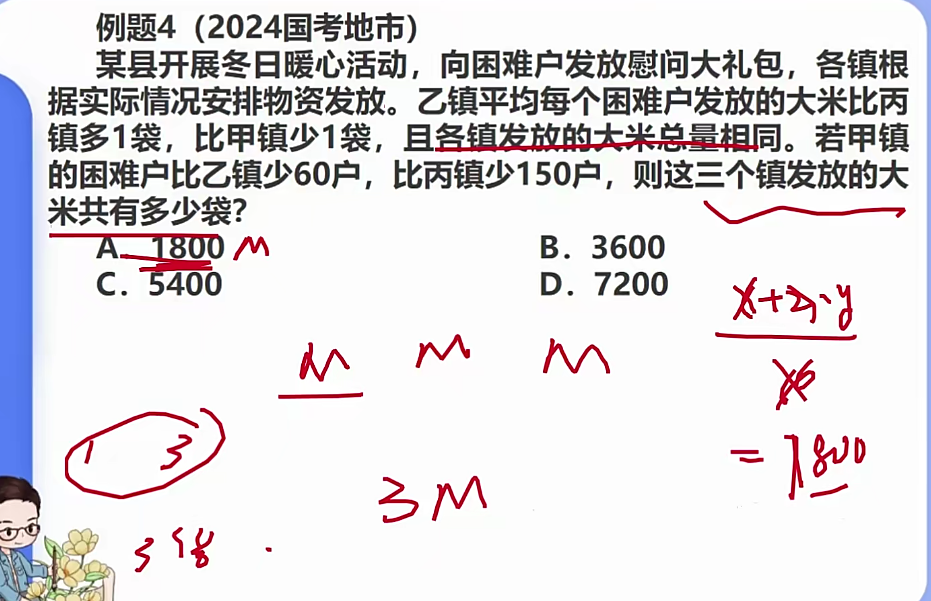 例题4（2024国考地市）
某县开展冬日暖心活动，向困难户发放慰问大礼包，各镇根
据实际情况安排物资发放。乙镇平均每个困难户发放的大米比丙
镇多1袋，比甲镇少1袋，且各镇发放的大米总量相同。若甲镇
的困难户比乙镇少60户，比丙镇少150户，则这三个镇发放的大
米共有多少袋？
A．1800 M
B．3600
C．5400
D．7200
M M M
1 3
3M
= 1800
3倍